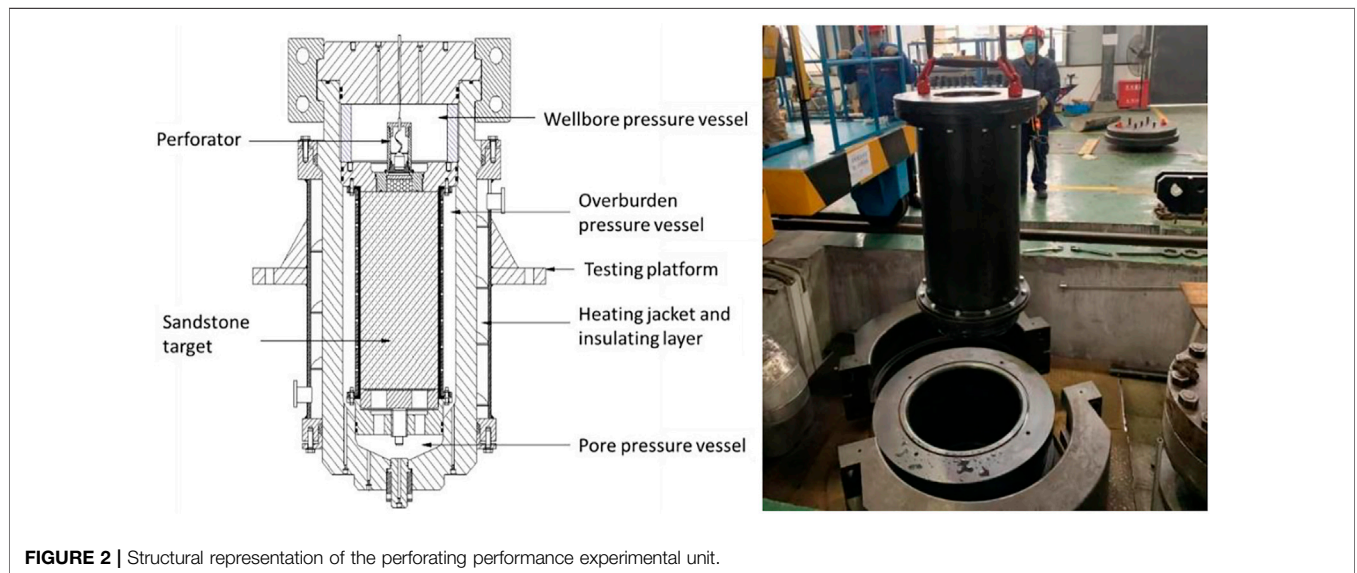 Perforator
Wellbore pressure vessel
Overburden
pressure vessel
Testing platform
Sandstone
target
Heating jacket and
insulating layer
Pore pressure vessel
FIGURE 2 | Structural representation of the perforating performance experimental unit.